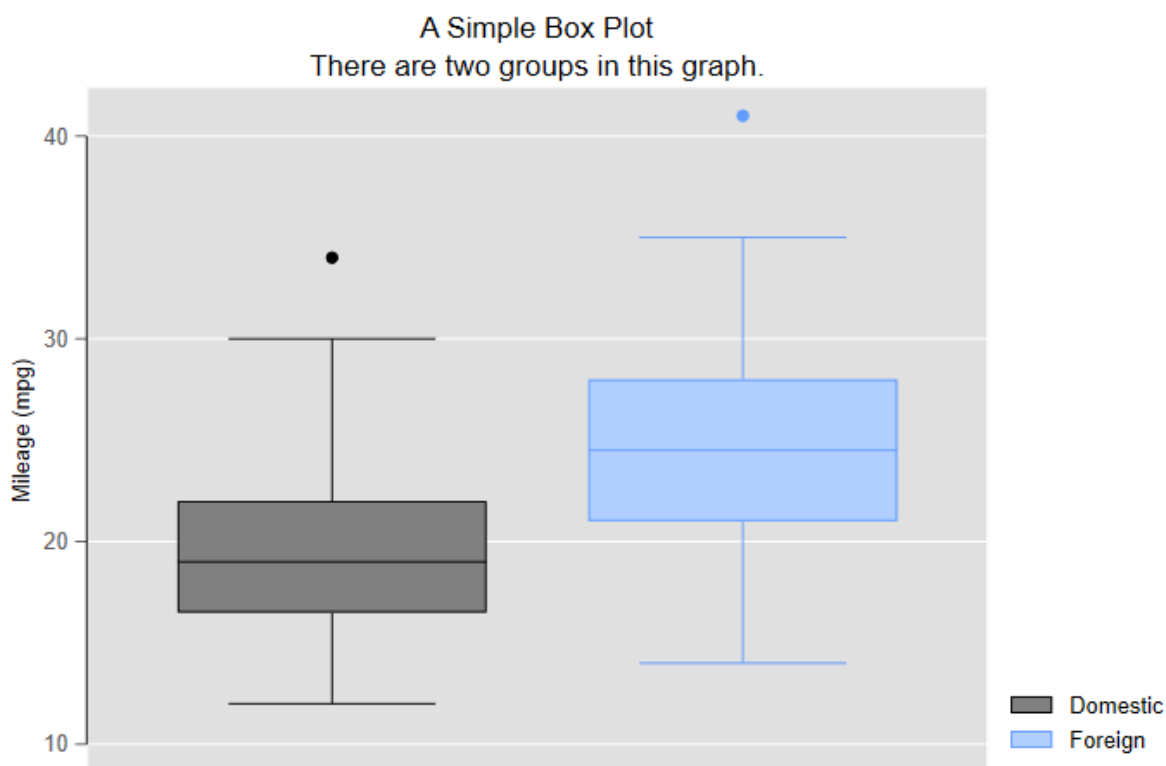 A Simple Box Plot
There are two groups in this graph.
40
30
20
10
Mileage (mpg)
Domestic
Foreign